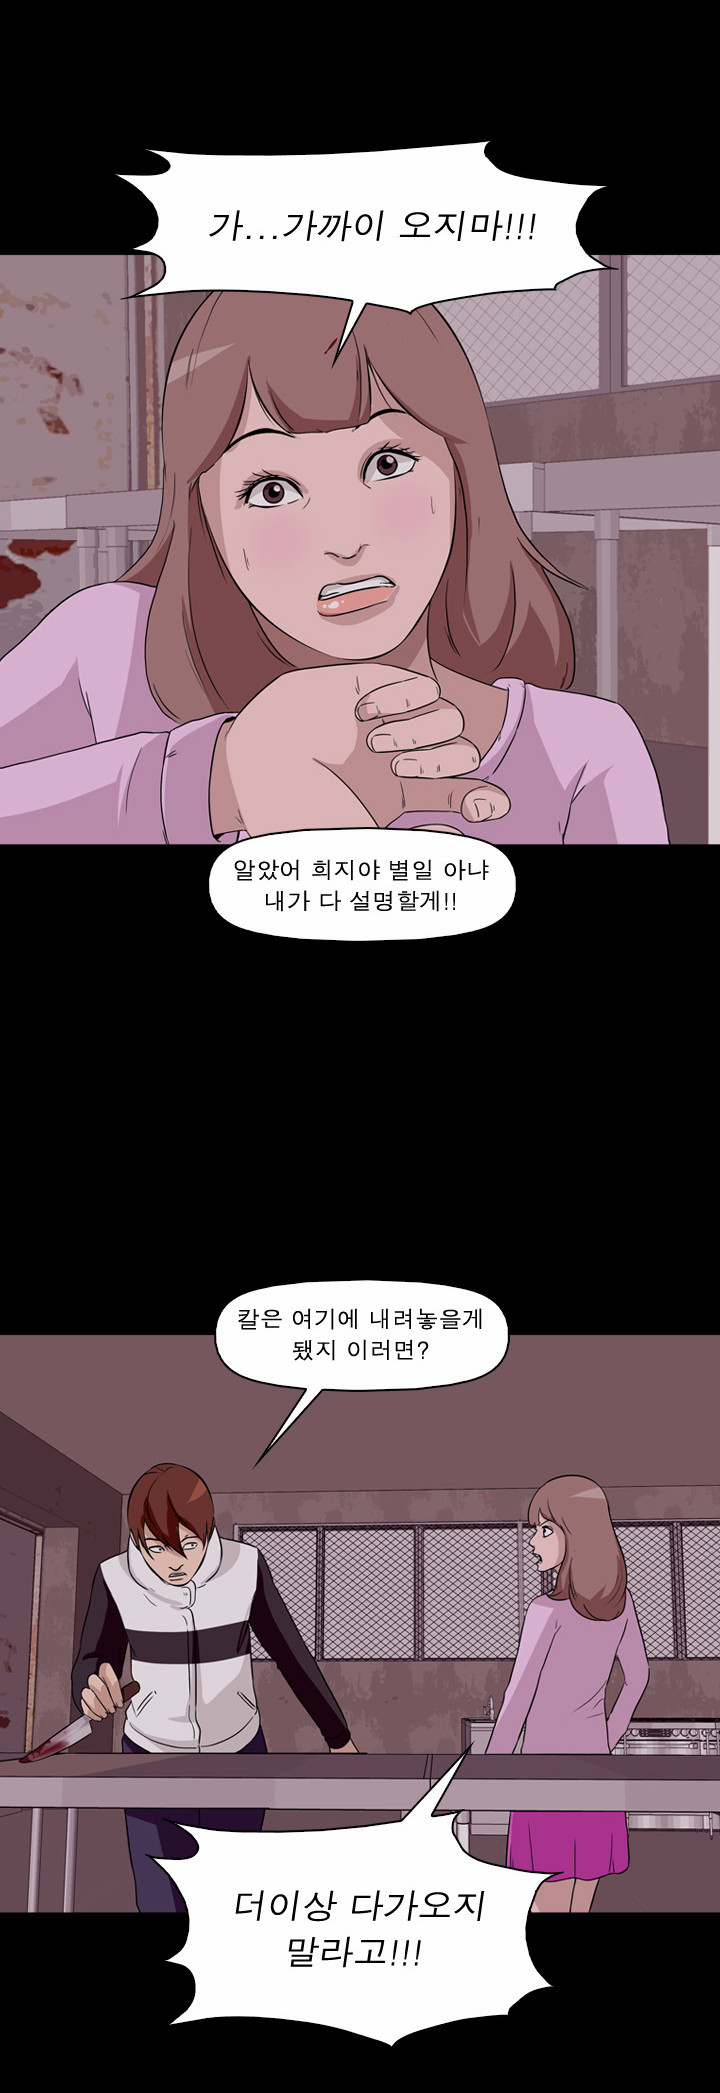 가...가까이 오지마!!!
알았어 희지야 별일 아냐
내가 다 설명할게!!
칼은 여기에 내려놓을게
됐지 이러면?
더이상 다가오지
말라고!!!